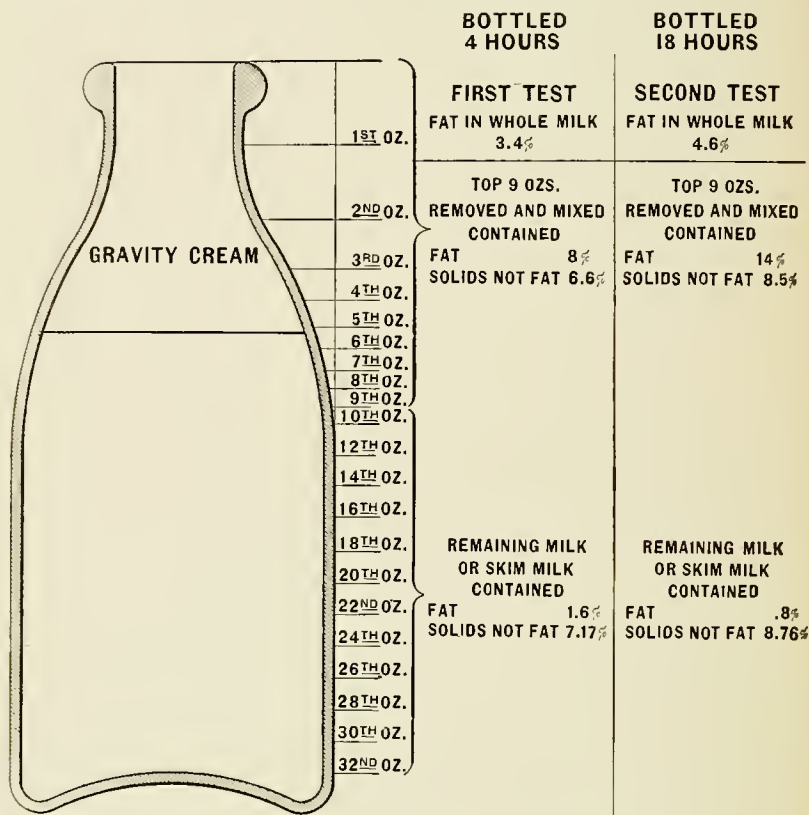 BOTTLED
4 HOURS
BOTTLED
18 HOURS
FIRST TEST
FAT IN WHOLE MILK
3.4%
SECOND TEST
FAT IN WHOLE MILK
4.6%
TOP 9 OZS.
REMOVED AND MIXED
CONTAINED
FAT 8%
SOLIDS NOT FAT 6.6%
TOP 9 OZS.
REMOVED AND MIXED
CONTAINED
FAT 14%
SOLIDS NOT FAT 8.5%
GRAVITY CREAM
1ST OZ.
2ND OZ.
3RD OZ.
4TH OZ.
5TH OZ.
6TH OZ.
7TH OZ.
8TH OZ.
9TH OZ.
10TH OZ.
12TH OZ.
14TH OZ.
16TH OZ.
18TH OZ.
20TH OZ.
22ND OZ.
24TH OZ.
26TH OZ.
28TH OZ.
30TH OZ.
32ND OZ.
REMAINING MILK
OR SKIM MILK
CONTAINED
FAT 1.6%
SOLIDS NOT FAT 7.17%
REMAINING MILK
OR SKIM MILK
CONTAINED
FAT .8%
SOLIDS NOT FAT 8.76%